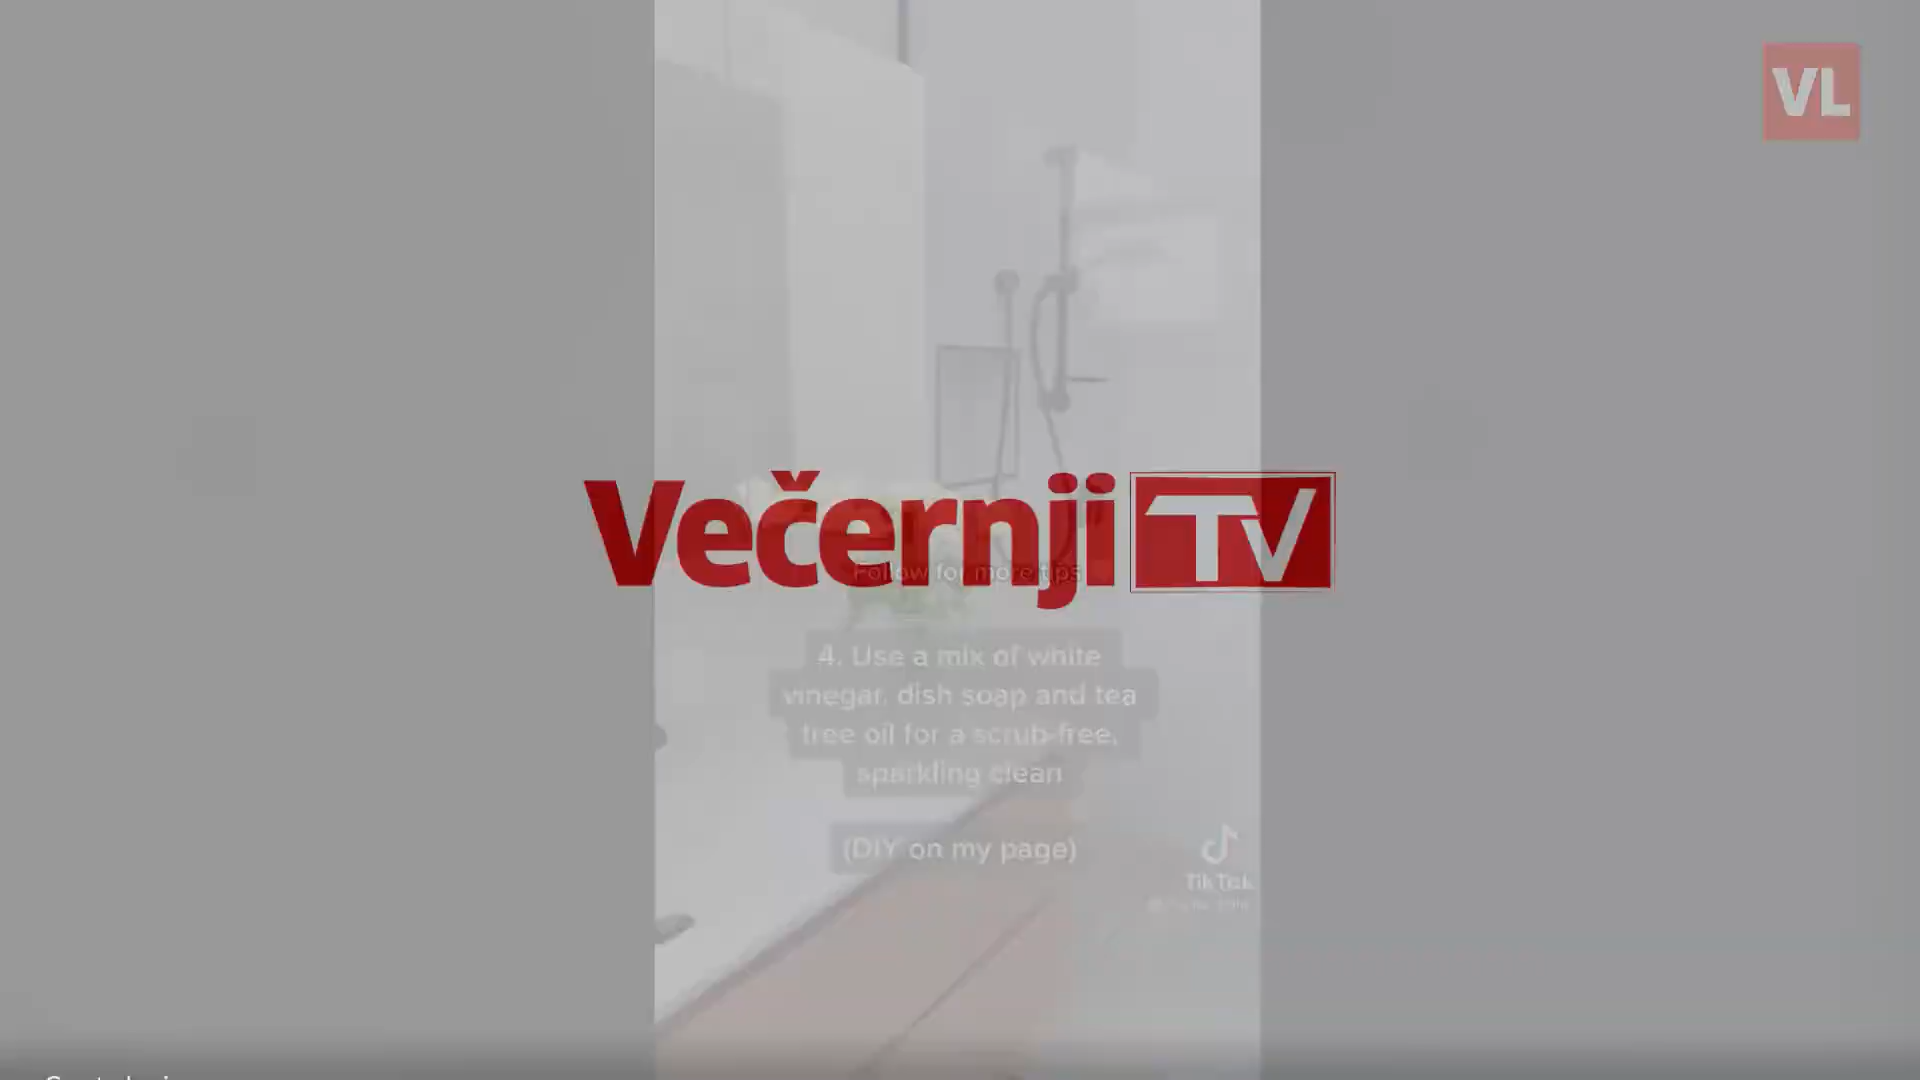 VL
Večernji TV
Follow for more tips
4. Use a mix of white
vinegar, dish soap and tea
tree oil for a scrub-free,
sparkling clean
(DIY on my page)
TikTok